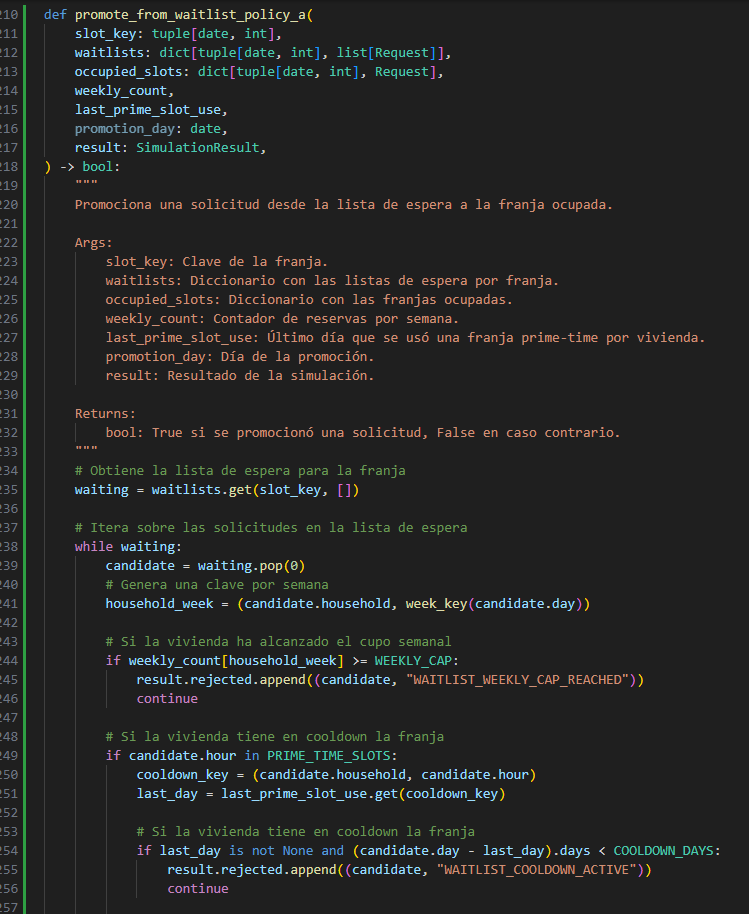 210 def promote_from_waitlist_policy_a(
211 slot_key: tuple[date, int],
212 waitlists: dict[tuple[date, int], list[Request]],
213 occupied_slots: dict[tuple[date, int], Request],
214 weekly_count,
215 last_prime_slot_use,
216 promotion_day: date,
217 result: SimulationResult,
218 ) -> bool:
219 """
220 Promociona una solicitud desde la lista de espera a la franja ocupada.
221
222 Args:
223 slot_key: Clave de la franja.
224 waitlists: Diccionario con las listas de espera por franja.
225 occupied_slots: Diccionario con las franjas ocupadas.
226 weekly_count: Contador de reservas por semana.
227 last_prime_slot_use: Último día que se usó una franja prime-time por vivienda.
228 promotion_day: Día de la promoción.
229 result: Resultado de la simulación.
230
231 Returns:
232 bool: True si se promocionó una solicitud, False en caso contrario.
233 """
234 # Obtiene la lista de espera para la franja
235 waiting = waitlists.get(slot_key, [])
236
237 # Itera sobre las solicitudes en la lista de espera
238 while waiting:
239 candidate = waiting.pop(0)
240 # Genera una clave por semana
241 household_week = (candidate.household, week_key(candidate.day))
242
243 # Si la vivienda ha alcanzado el cupo semanal
244 if weekly_count[household_week] >= WEEKLY_CAP:
245 result.rejected.append((candidate, "WAITLIST_WEEKLY_CAP_REACHED"))
246 continue
247
248 # Si la vivienda tiene en cooldown la franja
249 if candidate.hour in PRIME_TIME_SLOTS:
250 cooldown_key = (candidate.household, candidate.hour)
251 last_day = last_prime_slot_use.get(cooldown_key)
252
253 # Si la vivienda tiene en cooldown la franja
254 if last_day is not None and (candidate.day - last_day).days < COOLDOWN_DAYS:
255 result.rejected.append((candidate, "WAITLIST_COOLDOWN_ACTIVE"))
256 continue
257